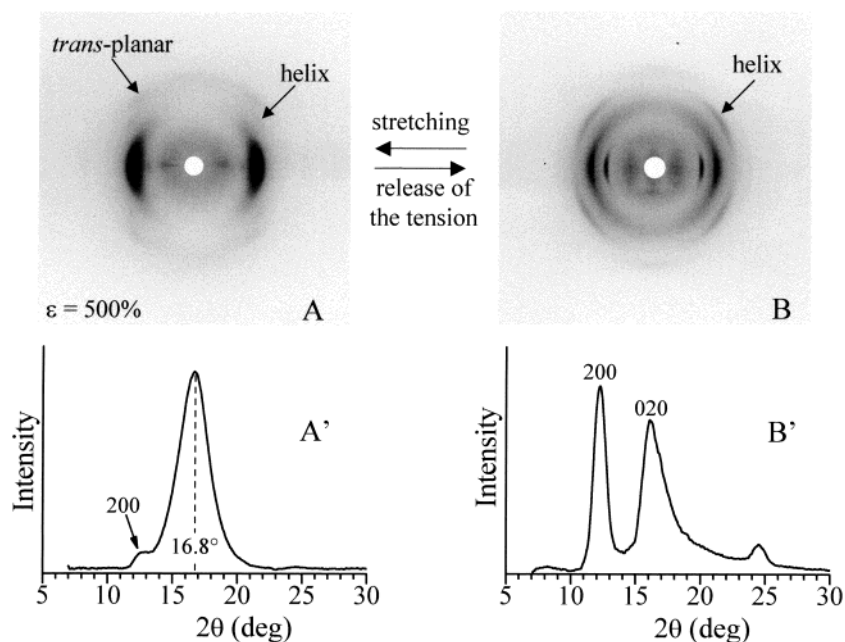 trans-planar
helix
ε = 500%
A
stretching
release of
the tension
helix
B
Intensity
200
16.8°
A'
5 10 15 20 25 30
2θ (deg)
Intensity
200
020
B'
5 10 15 20 25 30
2θ (deg)